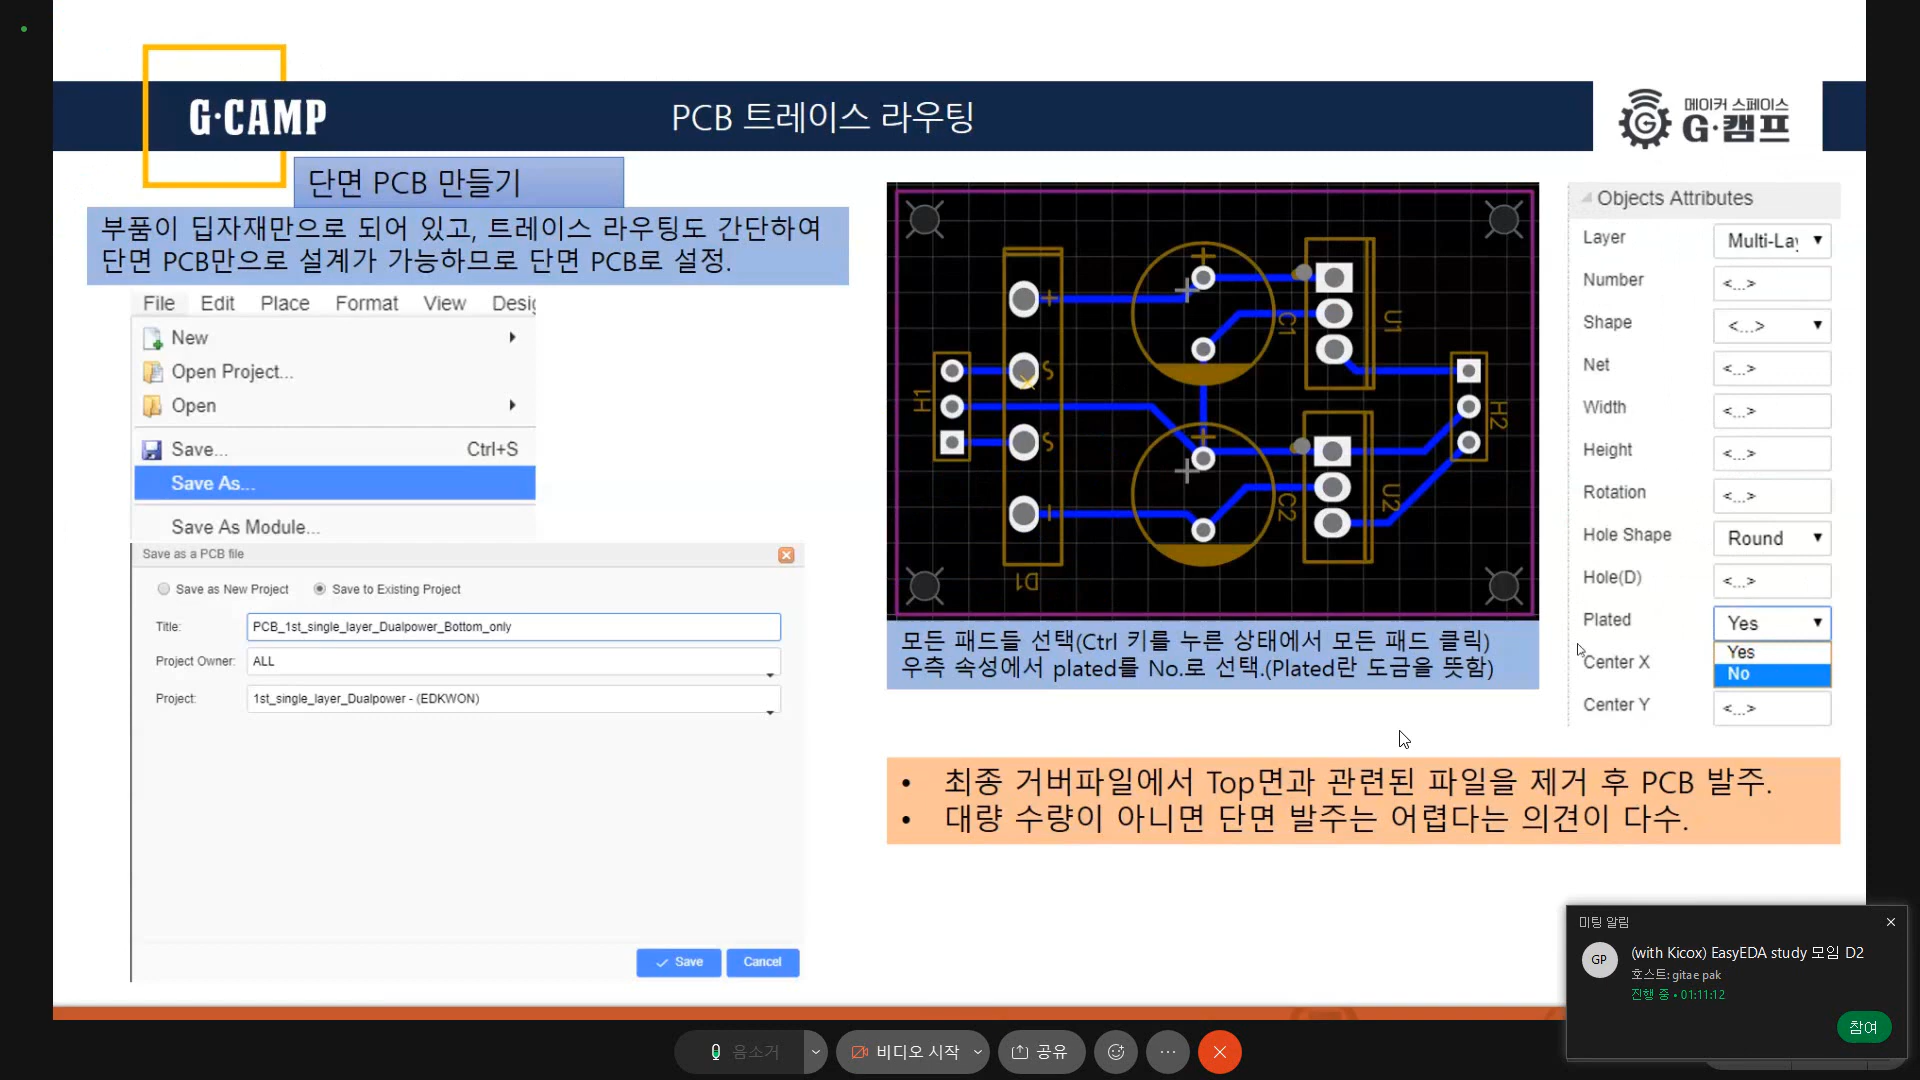 G·CAMP
PCB 트레이스 라우팅
메이커 스페이스
G·캠프
단면 PCB 만들기
부품이 딥자재만으로 되어 있고, 트레이스 라우팅도 간단하여
단면 PCB만으로 설계가 가능하므로 단면 PCB로 설정.
File Edit Place Format View Desig
New
Open Project...
Open
Save... Ctrl+S
Save As...
Save As Module...
Save as a PCB file
Save as New Project Save to Existing Project
Title: PCB_1st_single_layer_Dualpower_Bottom_only
Project Owner: ALL
Project: 1st_single_layer_Dualpower - (EDKWON)
Save Cancel
H1
D1
C1
U1
C2
U2
H2
모든 패드들 선택(Ctrl 키를 누른 상태에서 모든 패드 클릭)
우측 속성에서 plated를 No.로 선택.(Plated란 도금을 뜻함)
Objects Attributes
Layer Multi-Lay
Number <...>
Shape <...>
Net <...>
Width <...>
Height <...>
Rotation <...>
Hole Shape Round
Hole(D) <...>
Plated Yes
Yes
No
Center X
Center Y <...>
• 최종 거버파일에서 Top면과 관련된 파일을 제거 후 PCB 발주.
• 대량 수량이 아니면 단면 발주는 어렵다는 의견이 다수.
미팅 알림
GP
(with Kicox) EasyEDA study 모임 D2
호스트: gitae pak
진행 중 • 01:11:12
참여
음소거
비디오 시작
공유